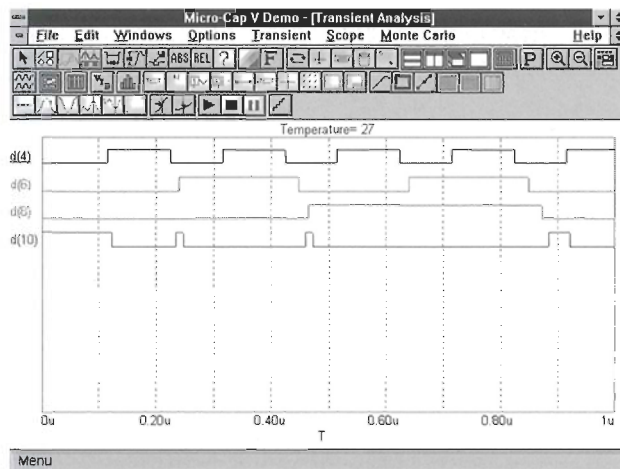 Micro-Cap V Demo - [Transient Analysis]
File Edit Windows Options Transient Scope Monte Carlo Help
ABS REL ? F P
Temperature= 27
d(4)
d(6)
d(8)
d(10)
0u 0.20u 0.40u 0.60u 0.80u 1u
T
Menu